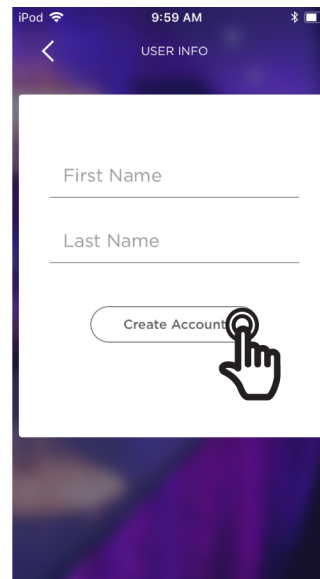 iPod 9:59 AM
USER INFO
First Name
Last Name
Create Account